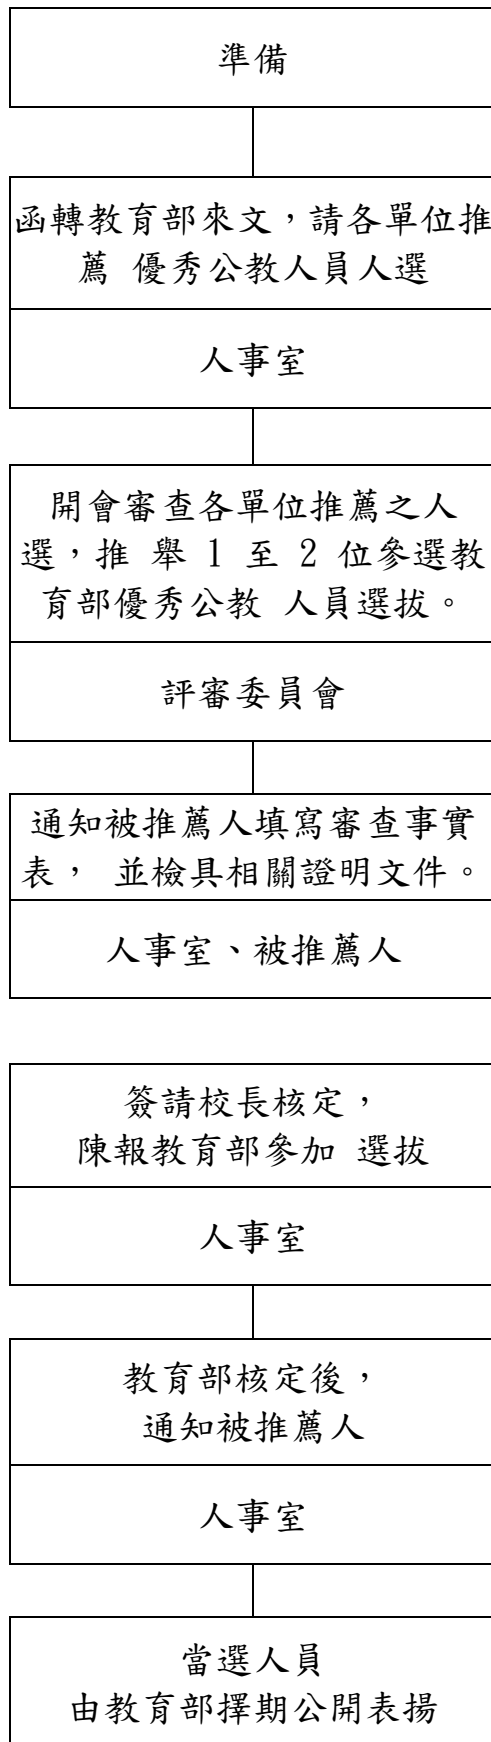 準備
函轉教育部來文，請各單位推
薦 優秀公教人員人選
人事室
開會審查各單位推薦之人
選，推 舉 1 至 2 位參選教
育部優秀公教 人員選拔。
評審委員會
通知被推薦人填寫審查事實
表， 並檢具相關證明文件。
人事室、被推薦人
簽請校長核定，
陳報教育部參加 選拔
人事室
教育部核定後，
通知被推薦人
人事室
當選人員
由教育部擇期公開表揚